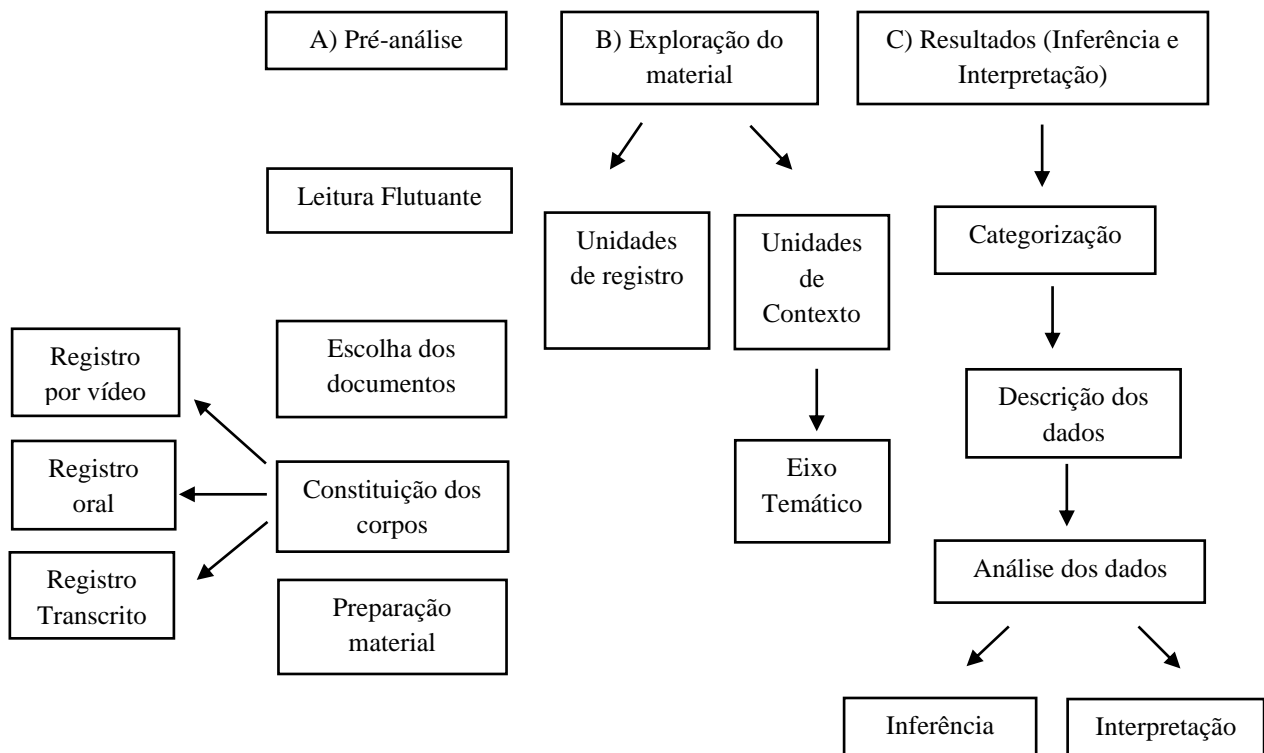 A) Pré-análise
B) Exploração do
material
C) Resultados (Inferência e
Interpretação)
Leitura Flutuante
Unidades
de registro
Unidades
de
Contexto
Categorização
Registro
por vídeo
Escolha dos
documentos
Descrição dos
dados
Registro
oral
Constituição dos
corpos
Eixo
Temático
Registro
Transcrito
Preparação
material
Análise dos dados
Inferência
Interpretação